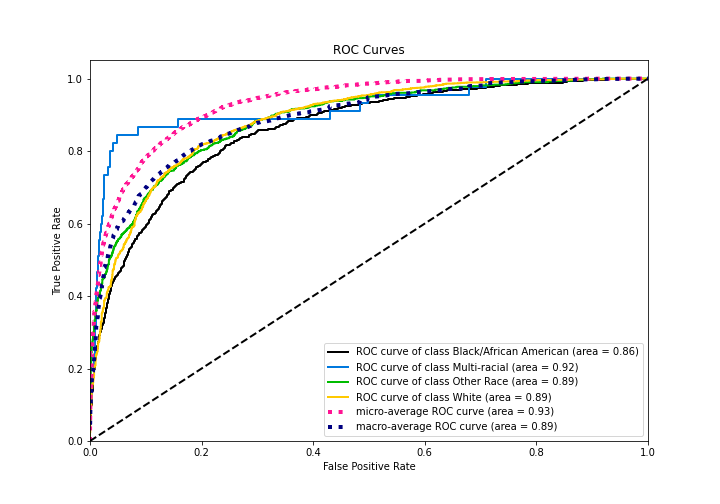 ROC Curves
True Positive Rate
1.0
0.8
0.6
0.4
0.2
0.0
ROC curve of class Black/African American (area = 0.86)
ROC curve of class Multi-racial (area = 0.92)
ROC curve of class Other Race (area = 0.89)
ROC curve of class White (area = 0.89)
micro-average ROC curve (area = 0.93)
macro-average ROC curve (area = 0.89)
0.0 0.2 0.4 0.6 0.8 1.0
False Positive Rate